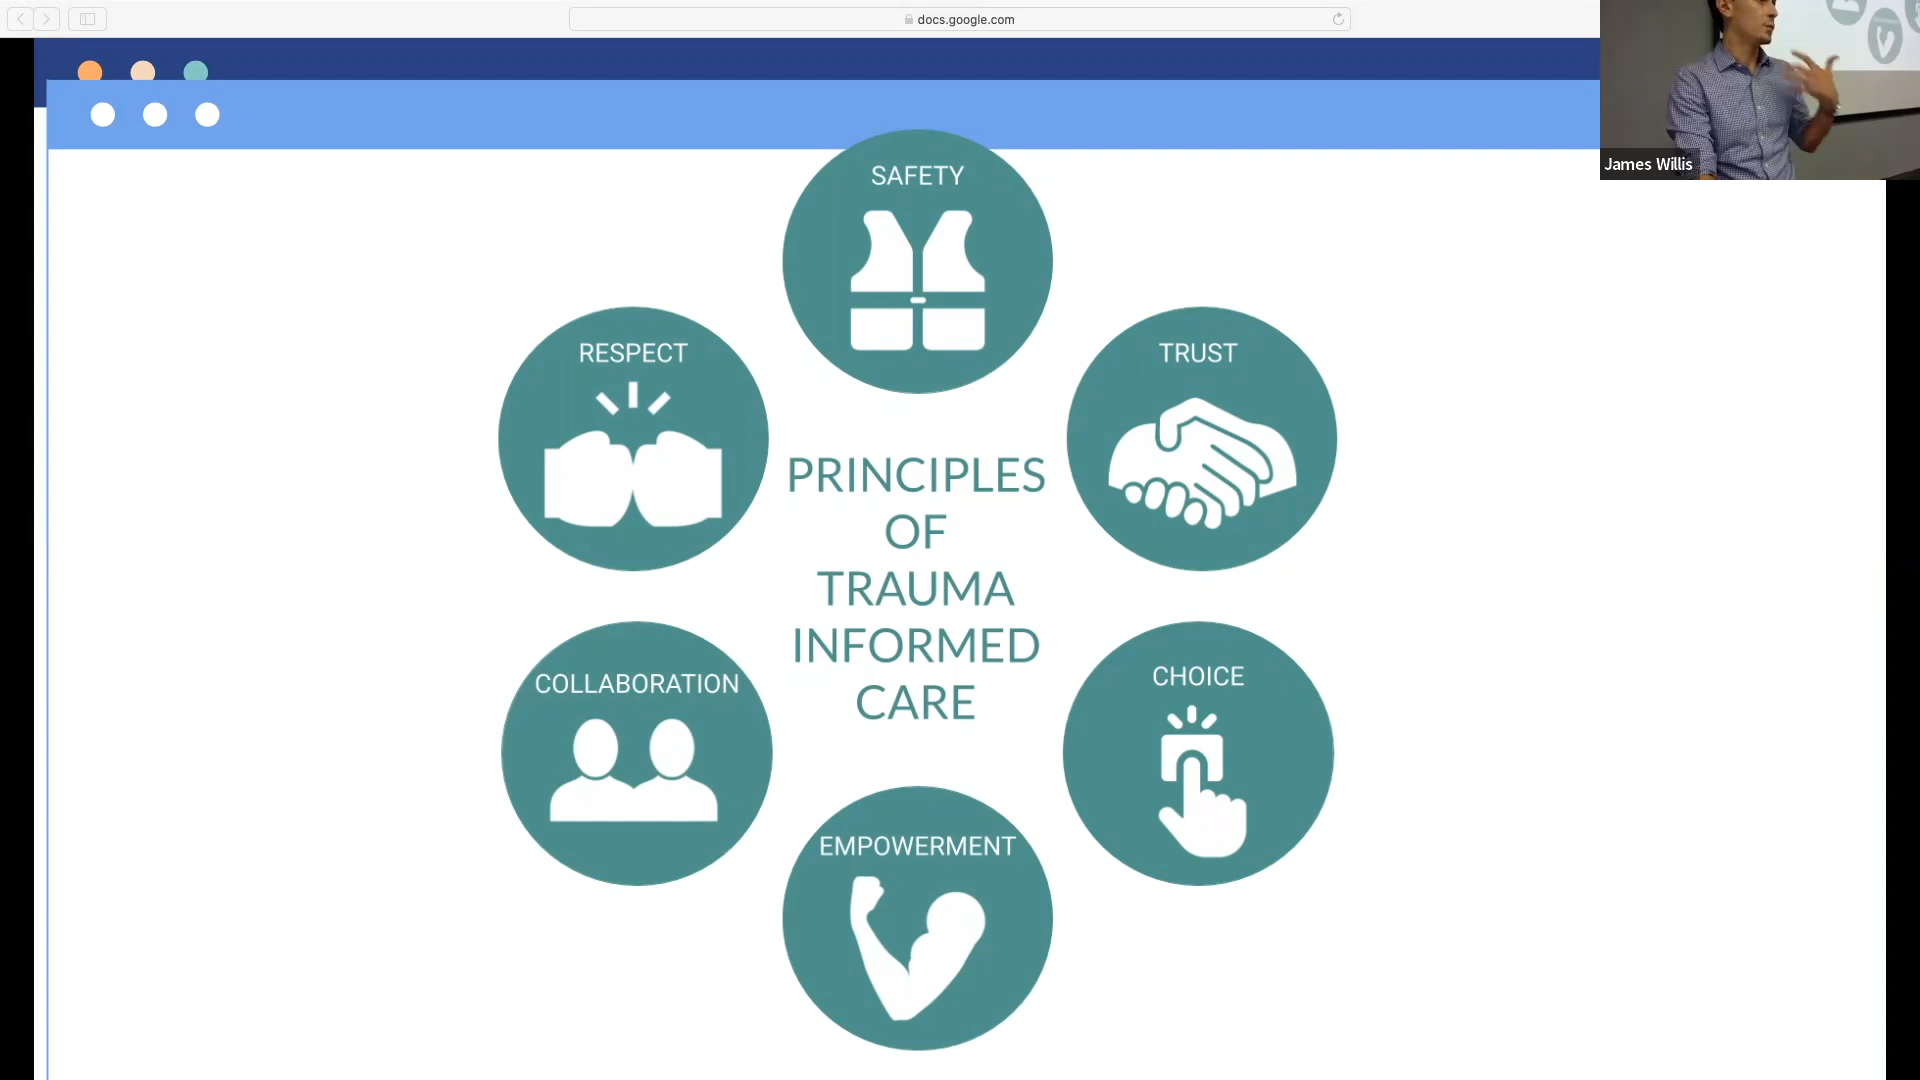 docs.google.com
James Willis
SAFETY
RESPECT
TRUST
PRINCIPLES
OF
TRAUMA
INFORMED
CARE
COLLABORATION
CHOICE
EMPOWERMENT